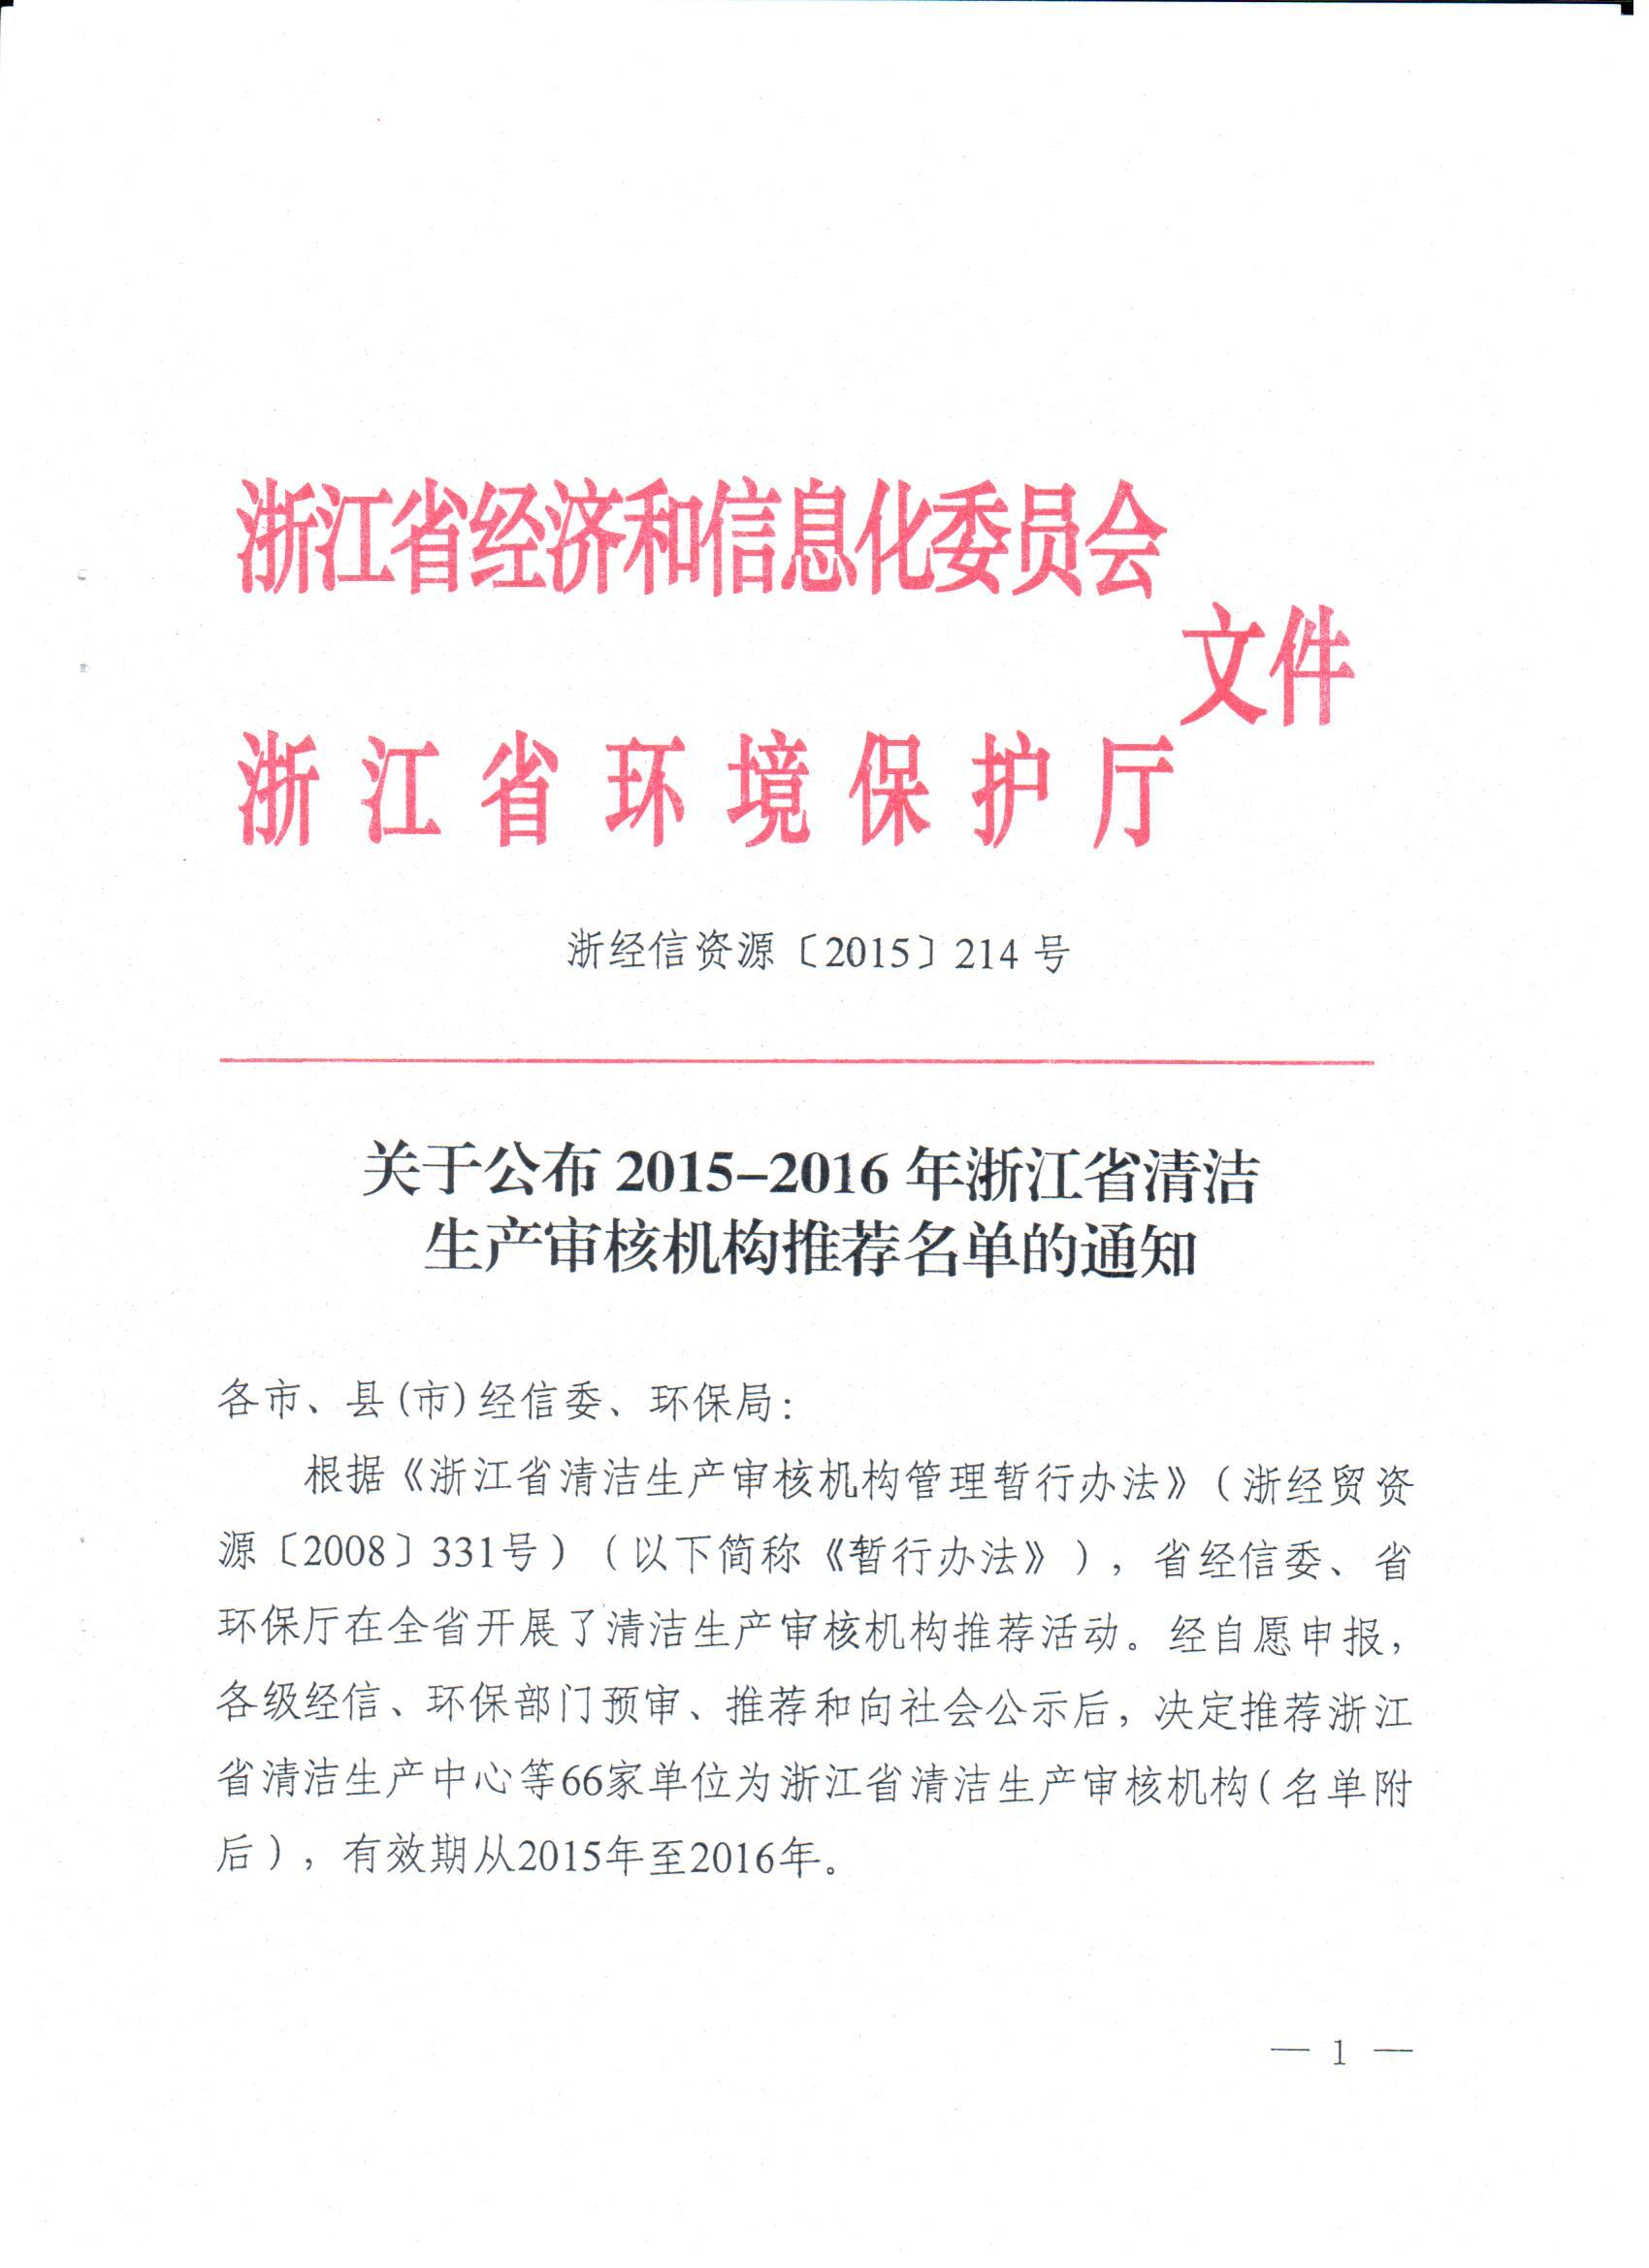 浙江省经济和信息化委员会
文件
浙江省环境保护厅
浙经信资源〔2015〕214号
关于公布2015-2016年浙江省清洁
生产审核机构推荐名单的通知
各市、县(市)经信委、环保局:
根据《浙江省清洁生产审核机构管理暂行办法》(浙经贸资
源〔2008〕331号)(以下简称《暂行办法》),省经信委、省
环保厅在全省开展了清洁生产审核机构推荐活动。经自愿申报,
各级经信、环保部门预审、推荐和向社会公示后,决定推荐浙江
省清洁生产中心等66家单位为浙江省清洁生产审核机构(名单附
后),有效期从2015年至2016年。
— 1 —